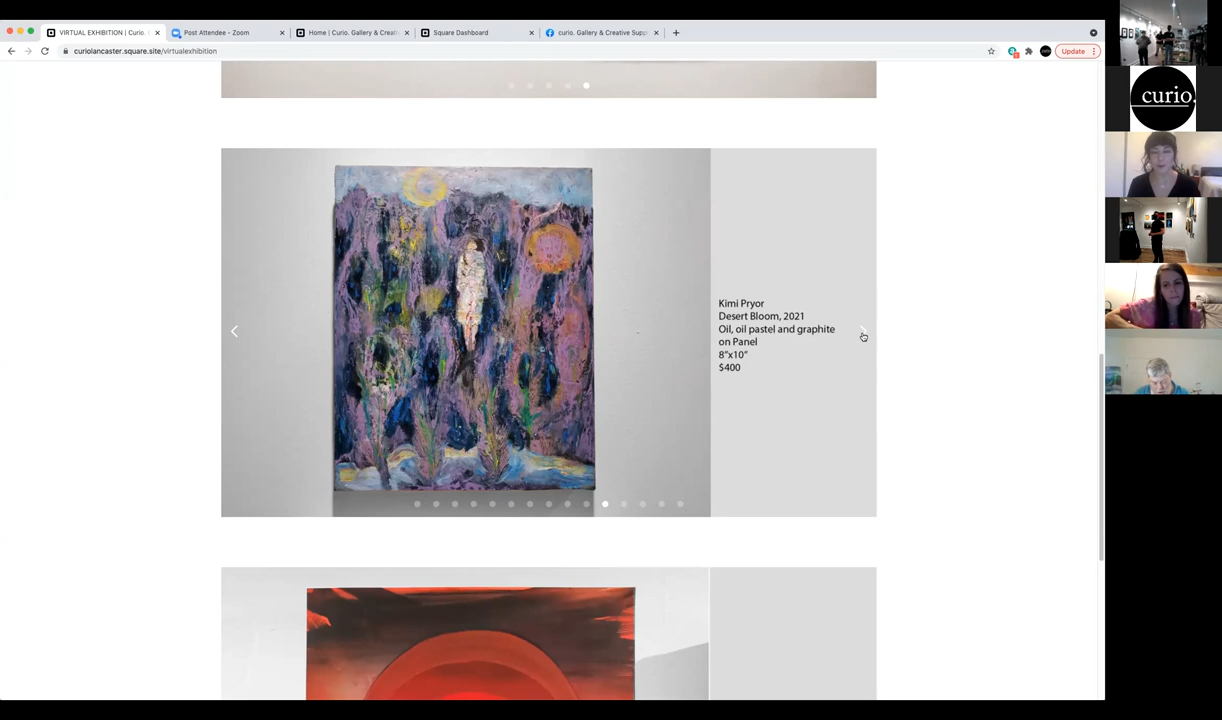 VIRTUAL EXHIBITION | Curio. G
Post Attendee - Zoom
Home | Curio. Gallery & Creati
Square Dashboard
curio. Gallery & Creative Supp
curiolancaster.square.site/virtualexhibition
Update
curio.
Kimi Pryor
Desert Bloom, 2021
Oil, oil pastel and graphite
on Panel
8"x10"
$400